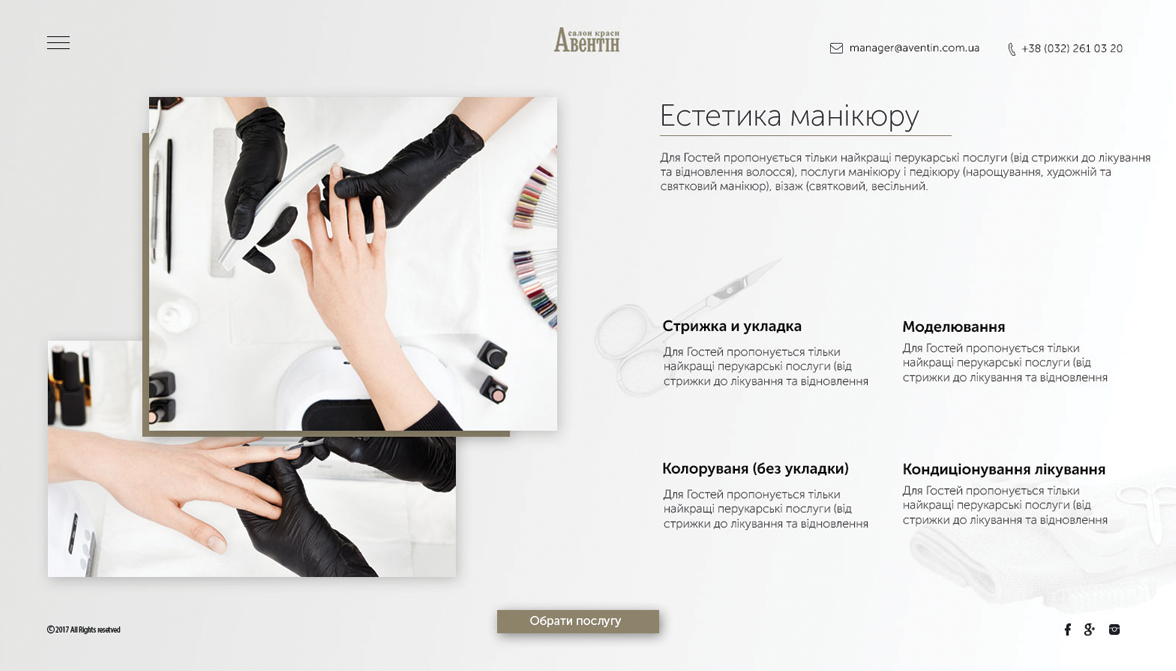 салон краси
Авентін
manager@aventin.com.ua
+38 (032) 261 03 20
Естетика манікюру
Для Гостей пропонується тільки найкращі перукарські послуги (від стрижки до лікування
та відновлення волосся), послуги манікюру і педікюру (нарощування, художній та
святковий манікюр), візаж (святковий, весільний.
Стрижка и укладка
Для Гостей пропонується тільки
найкращі перукарські послуги (від
стрижки до лікування та відновлення
Моделювання
Для Гостей пропонується тільки
найкращі перукарські послуги (від
стрижки до лікування та відновлення
Колоруваня (без укладки)
Для Гостей пропонується тільки
найкращі перукарські послуги (від
стрижки до лікування та відновлення
Кондиціонування лікування
Для Гостей пропонується тільки
найкращі перукарські послуги (від
стрижки до лікування та відновлення
Обрати послугу
© 2017 All Rights resetved